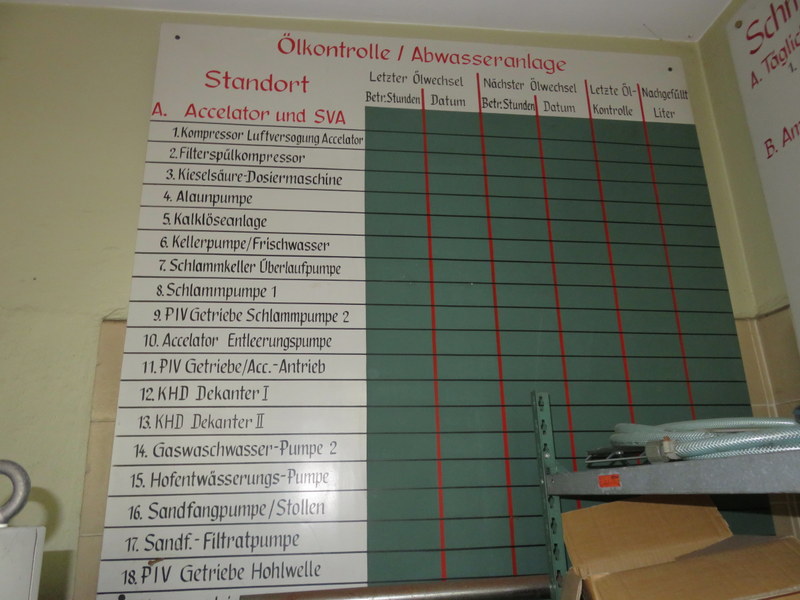 Ölkontrolle / Abwasseranlage
Standort
Letzter Ölwechsel
Nächster Ölwechsel
Letzte Öl-
Kontrolle
Nachgefüllt
Liter
Betr:Stunden
Datum
Betr:Stunden
Datum
A. Accelator und SVA
1. Kompressor Luftversogung Accelator
2. Filterspülkompressor
3. Kieselsäure-Dosiermaschine
4. Alaunpumpe
5. Kalklöseanlage
6. Kellerpumpe/Frischwasser
7. Schlammkeller Überlaufpumpe
8. Schlammpumpe 1
9. PIV Getriebe Schlammpumpe 2
10. Accelator Entleerungspumpe
11. PIV Getriebe/Acc.-Antrieb
12. KHD Dekanter I
13. KHD Dekanter II
14. Gaswaschwasser-Pumpe 2
15. Hofentwässerungs-Pumpe
16. Sandfangpumpe/Stollen
17. Sandf.-Filtratpumpe
18. PIV Getriebe Hohlwelle
A. Täglic
1.
B.